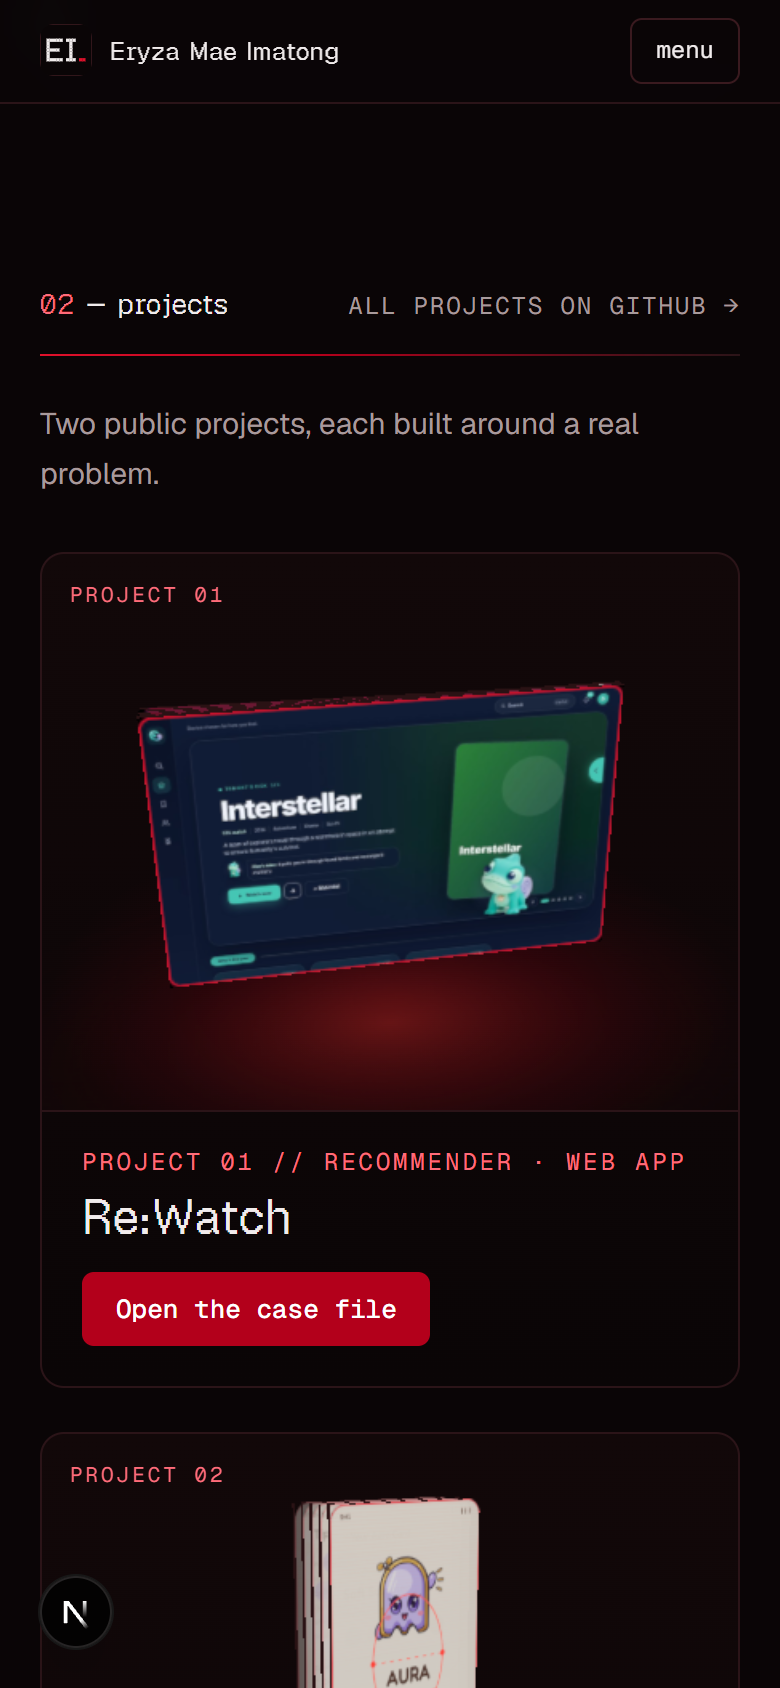 EI.
Eryza Mae Imatong
menu
02 — projects
ALL PROJECTS ON GITHUB →
Two public projects, each built around a real
problem.
PROJECT 01
Search
Interstellar
Interstellar
PROJECT 01 // RECOMMENDER · WEB APP
Re:Watch
Open the case file
PROJECT 02
AURA
N